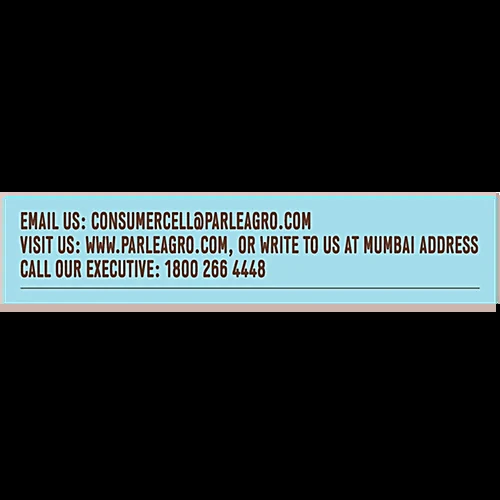 EMAIL US: CONSUMERCELL@PARLEAGRO.COM
VISIT US: WWW.PARLEAGRO.COM, OR WRITE TO US AT MUMBAI ADDRESS
CALL OUR EXECUTIVE: 1800 266 4448